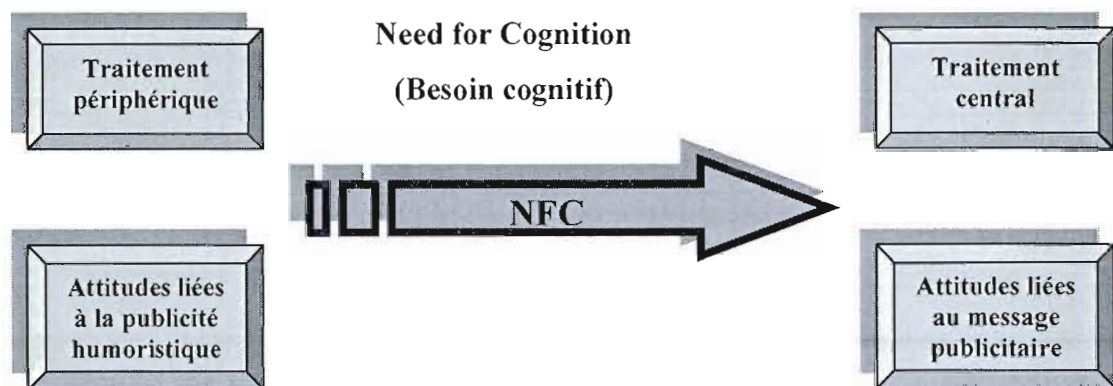 Need for Cognition
(Besoin cognitif)
Traitement
périphérique
Traitement
central
NFC
Attitudes liées
à la publicité
humoristique
Attitudes liées
au message
publicitaire